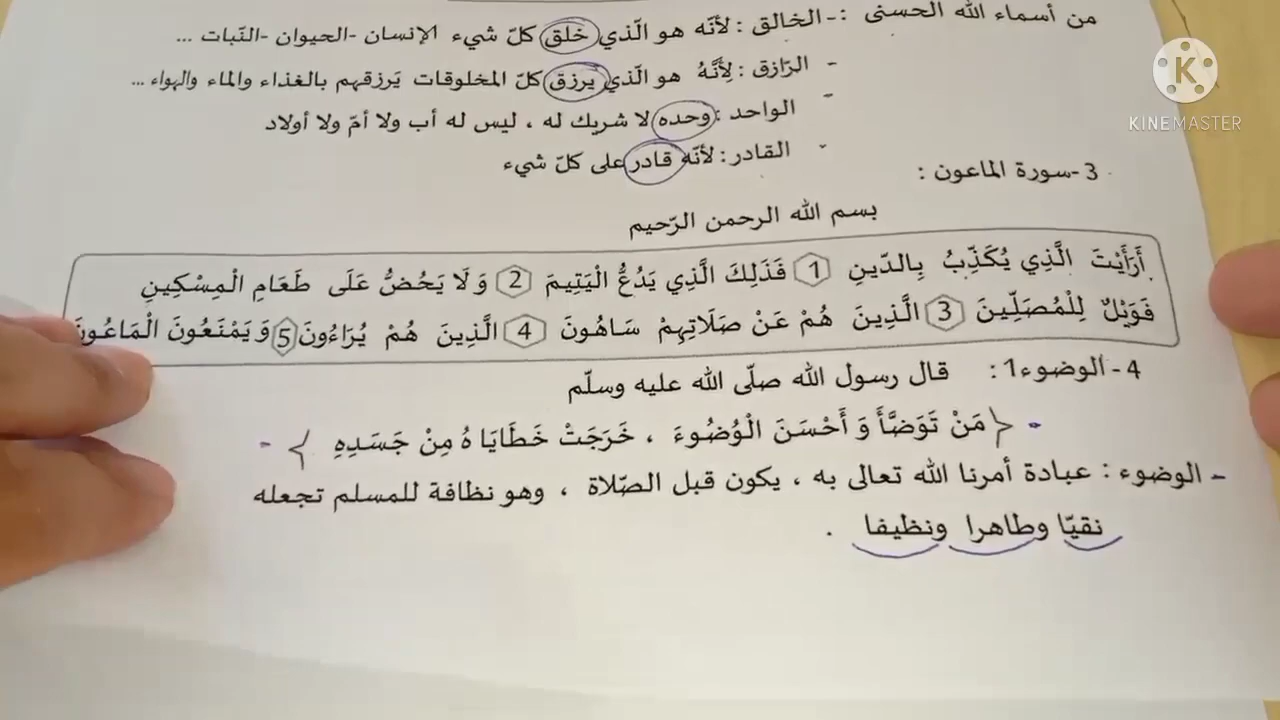 من أسماء الله الحسنى :- الخالق : لأنّه هو الّذي خلق كلّ شيء الإنسان -الحيوان -النّبات ...
- الرّازق : لِأَنَّهُ هو الّذي يرزق كلّ المخلوقات يَرزقهم بالغذاء والماء والهواء ...
- الواحد : وحده لا شريك له ، ليس له أب ولا أمّ ولا أولاد
- القادر : لأنّه قادر على كلّ شيء
3 -سورة الماعون :
بسم الله الرحمن الرّحيم
أَرَأَيْتَ الَّذِي يُكَذِّبُ بِالدّينِ 1 فَذَلِكَ الَّذِي يَدُعُّ الْيَتِيمَ 2 وَ لَا يَحُضُّ عَلَى طَعَامِ الْمِسْكِينِ
فَوَيْلٌ لِلْمُصَلِّينَ 3 الَّذِينَ هُمْ عَنْ صَلَاتِهِمْ سَاهُونَ 4 الَّذِينَ هُمْ يُرَاءُونَ 5 وَ يَمْنَعُونَ الْمَاعُونَ
4 - الوضوء1 : قال رسول الله صلّى الله عليه وسلّم
- ﴿ مَنْ تَوَضَّأَ وَ أَحْسَنَ الْوُضُوءَ ، خَرَجَتْ خَطَايَا هُ مِنْ جَسَدِهِ ﴾ -
- الوضوء : عبادة أمرنا الله تعالى به ، يكون قبل الصّلاة ، وهو نظافة للمسلم تجعله
نقيّا وطاهرا ونظيفا .
K
KINEMASTER